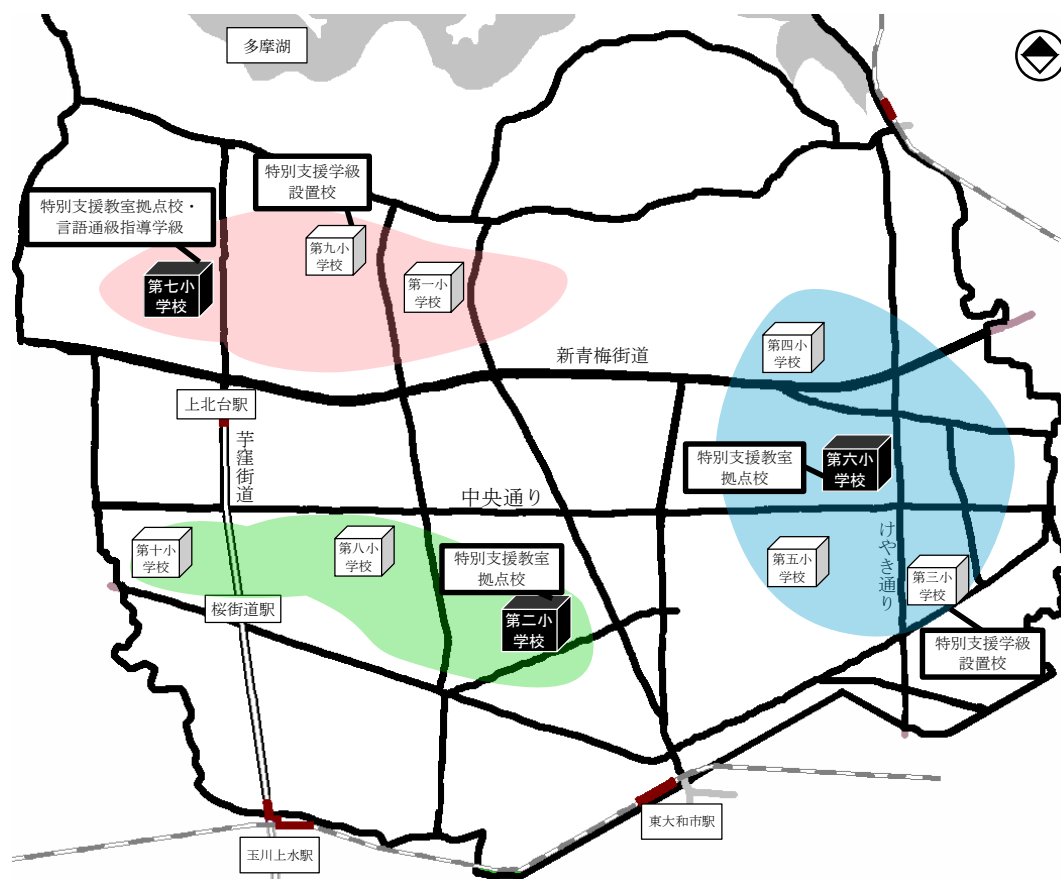 多摩湖
特別支援学級
設置校
特別支援教室拠点校・
言語通級指導学級
第九小
学校
第七小
学校
第一小
学校
第四小
学校
新青梅街道
上北台駅
芋窪街道
特別支援教室
拠点校
第六小
学校
中央通り
第十小
学校
第八小
学校
特別支援教室
拠点校
第五小
学校
けやき通り
第三小
学校
桜街道駅
第二小
学校
特別支援学級
設置校
東大和市駅
玉川上水駅